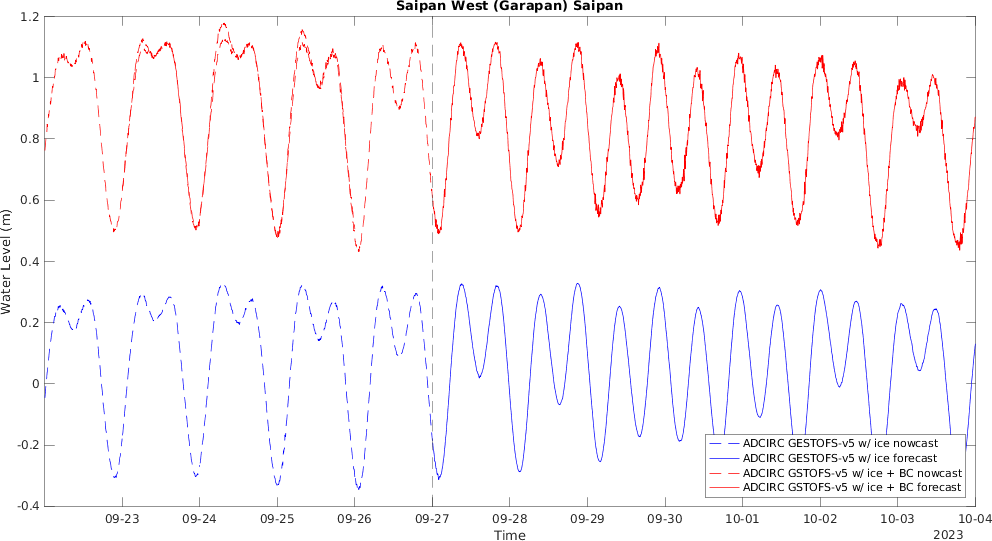 Saipan West (Garapan) Saipan
1.2
1
0.8
0.6
0.4
0.2
0
-0.2
-0.4
Water Level (m)
ADCIRC GESTOFS-v5 w/ ice nowcast
ADCIRC GESTOFS-v5 w/ ice forecast
ADCIRC GSTOFS-v5 w/ ice + BC nowcast
ADCIRC GSTOFS-v5 w/ ice + BC forecast
09-23 09-24 09-25 09-26 09-27 09-28 09-29 09-30 10-01 10-02 10-03 10-04
Time
2023